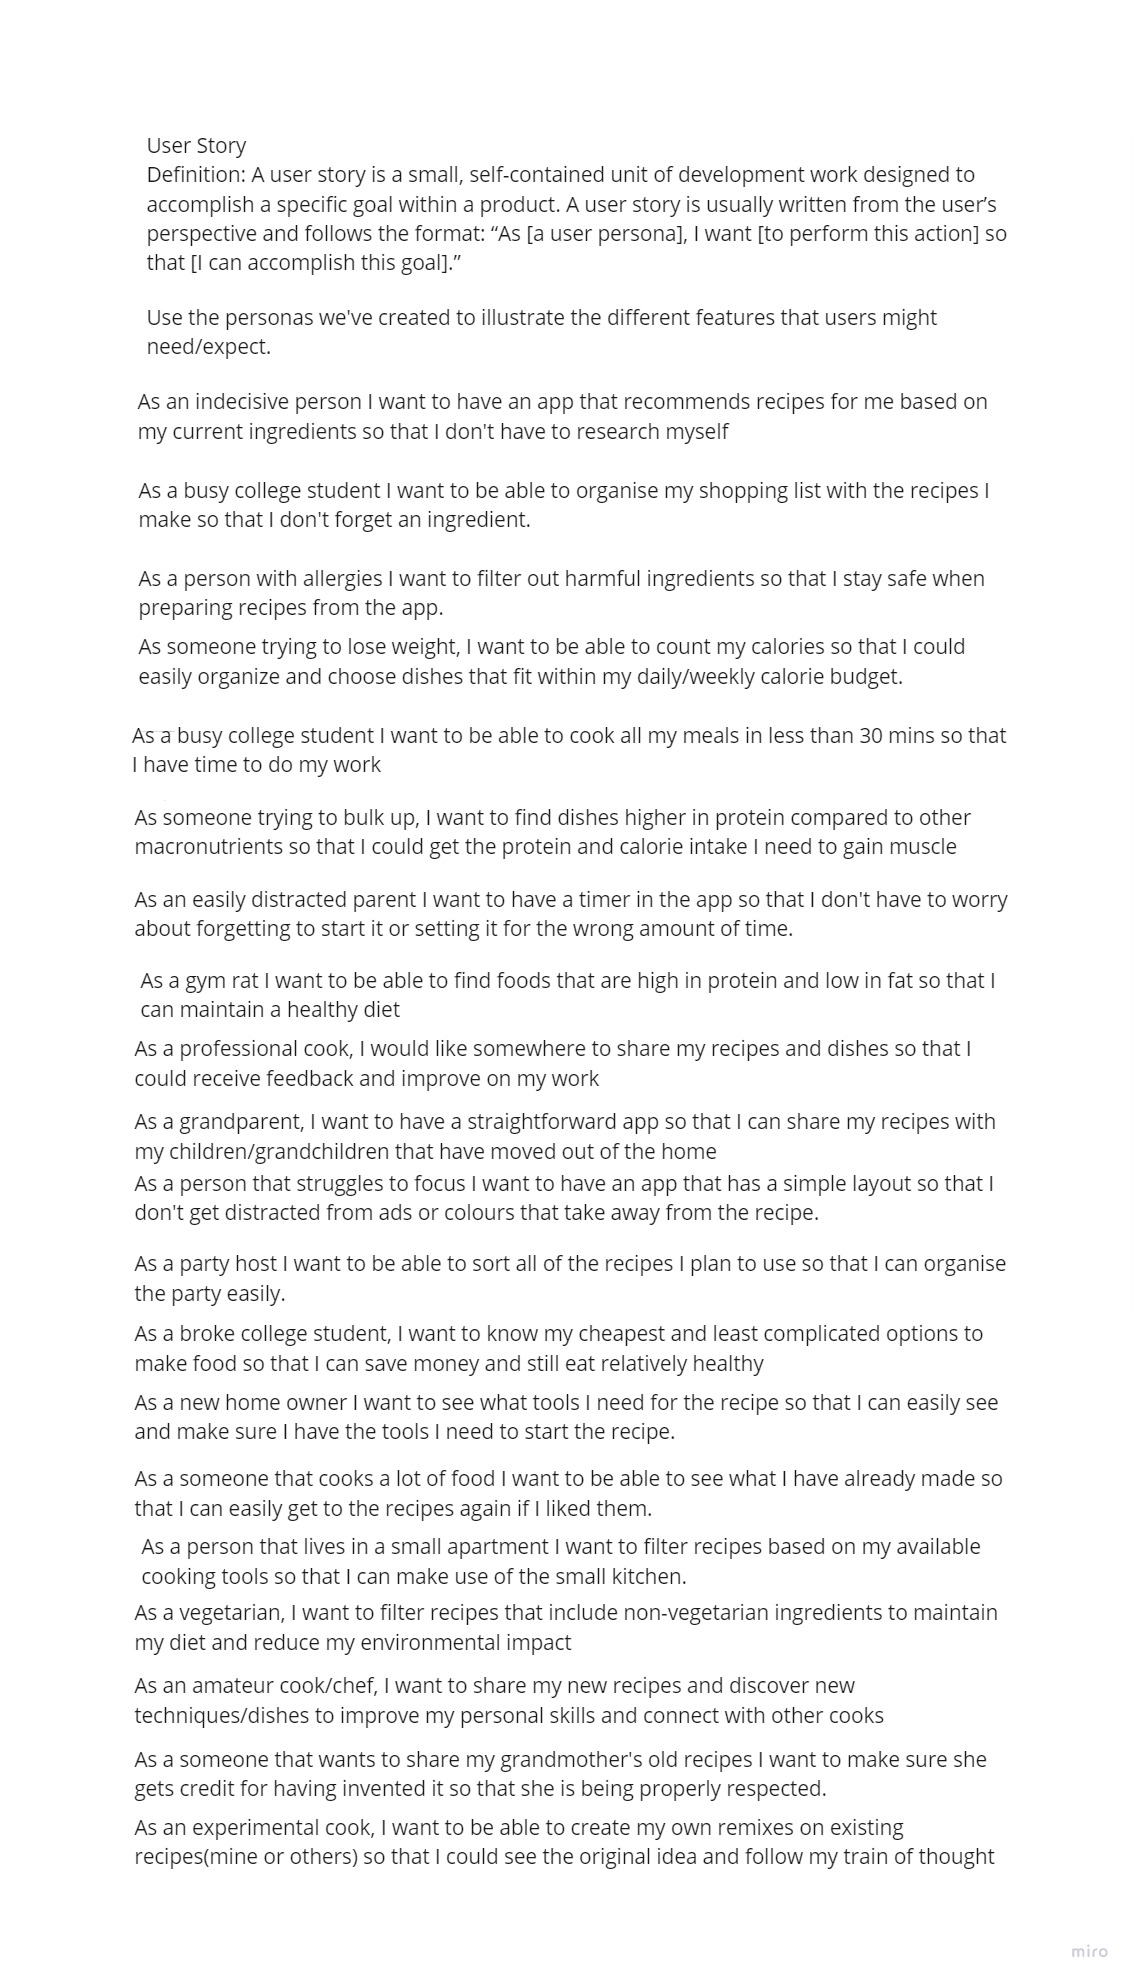 User Story
Definition: A user story is a small, self-contained unit of development work designed to
accomplish a specific goal within a product. A user story is usually written from the user’s
perspective and follows the format: “As [a user persona], I want [to perform this action] so
that [I can accomplish this goal].”
Use the personas we've created to illustrate the different features that users might
need/expect.
As an indecisive person I want to have an app that recommends recipes for me based on
my current ingredients so that I don't have to research myself
As a busy college student I want to be able to organise my shopping list with the recipes I
make so that I don't forget an ingredient.
As a person with allergies I want to filter out harmful ingredients so that I stay safe when
preparing recipes from the app.
As someone trying to lose weight, I want to be able to count my calories so that I could
easily organize and choose dishes that fit within my daily/weekly calorie budget.
As a busy college student I want to be able to cook all my meals in less than 30 mins so that
I have time to do my work
As someone trying to bulk up, I want to find dishes higher in protein compared to other
macronutrients so that I could get the protein and calorie intake I need to gain muscle
As an easily distracted parent I want to have a timer in the app so that I don't have to worry
about forgetting to start it or setting it for the wrong amount of time.
As a gym rat I want to be able to find foods that are high in protein and low in fat so that I
can maintain a healthy diet
As a professional cook, I would like somewhere to share my recipes and dishes so that I
could receive feedback and improve on my work
As a grandparent, I want to have a straightforward app so that I can share my recipes with
my children/grandchildren that have moved out of the home
As a person that struggles to focus I want to have an app that has a simple layout so that I
don't get distracted from ads or colours that take away from the recipe.
As a party host I want to be able to sort all of the recipes I plan to use so that I can organise
the party easily.
As a broke college student, I want to know my cheapest and least complicated options to
make food so that I can save money and still eat relatively healthy
As a new home owner I want to see what tools I need for the recipe so that I can easily see
and make sure I have the tools I need to start the recipe.
As a someone that cooks a lot of food I want to be able to see what I have already made so
that I can easily get to the recipes again if I liked them.
As a person that lives in a small apartment I want to filter recipes based on my available
cooking tools so that I can make use of the small kitchen.
As a vegetarian, I want to filter recipes that include non-vegetarian ingredients to maintain
my diet and reduce my environmental impact
As an amateur cook/chef, I want to share my new recipes and discover new
techniques/dishes to improve my personal skills and connect with other cooks
As a someone that wants to share my grandmother's old recipes I want to make sure she
gets credit for having invented it so that she is being properly respected.
As an experimental cook, I want to be able to create my own remixes on existing
recipes(mine or others) so that I could see the original idea and follow my train of thought
miro